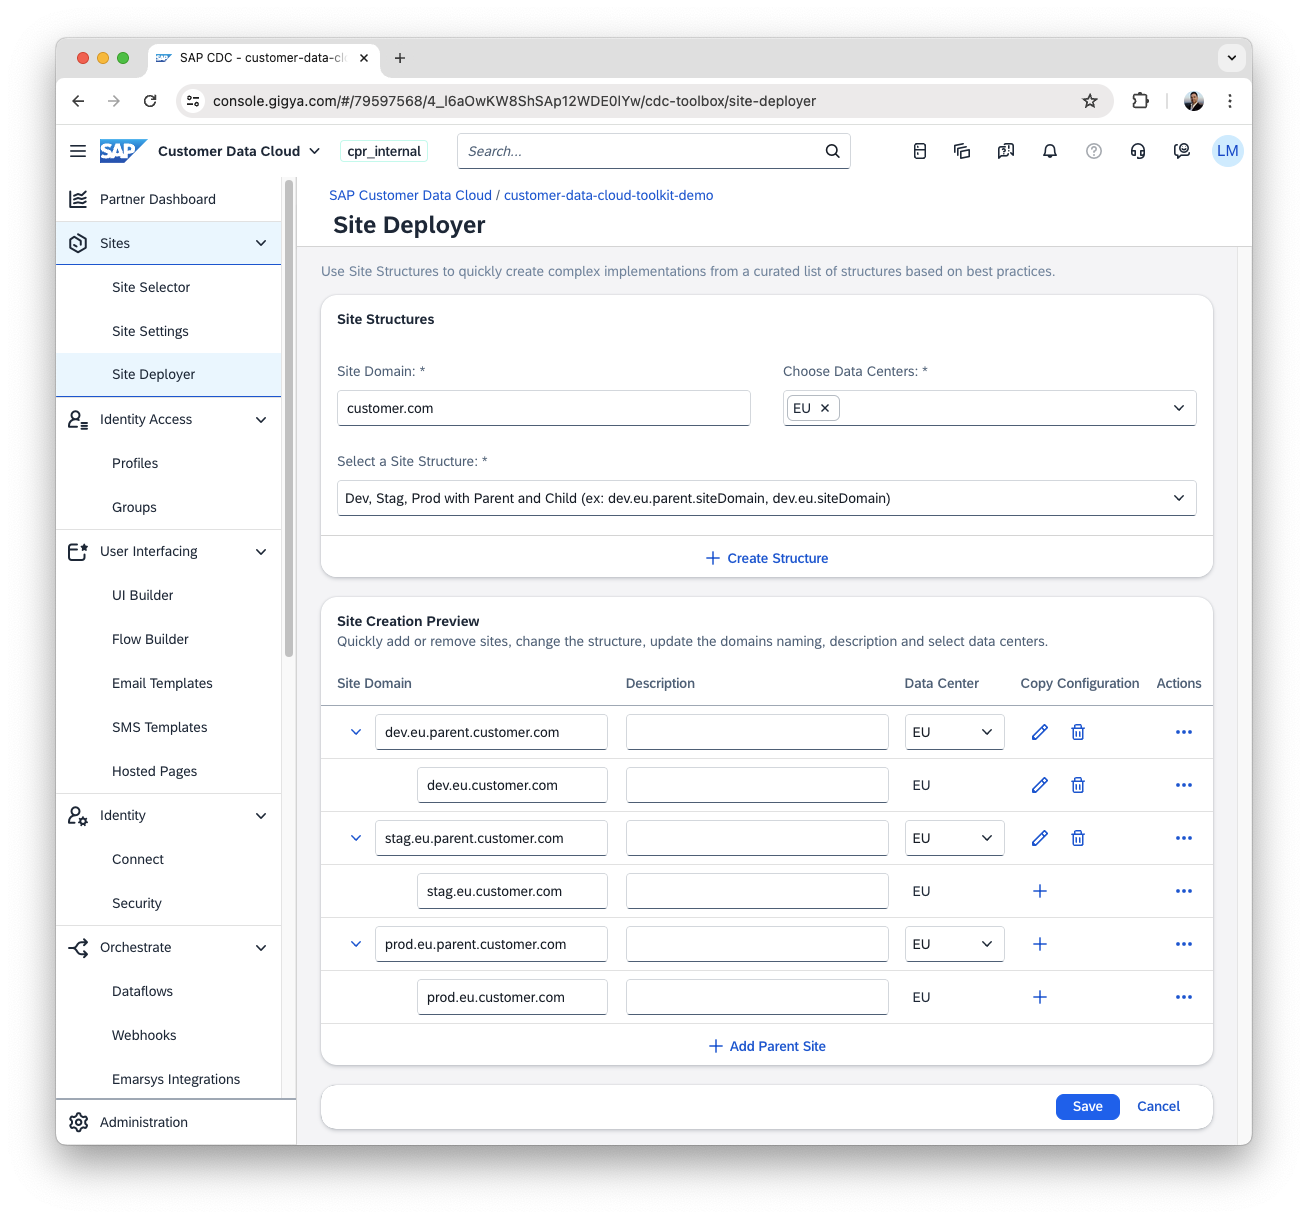 SAP CDC - customer-data-cl
console.gigya.com/#/79597568/4_I6aOwKW8ShSAp12WDE0lYw/cdc-toolbox/site-deployer
SAP Customer Data Cloud cpr_internal Search... LM
Partner Dashboard
Sites
Site Selector
Site Settings
Site Deployer
Identity Access
Profiles
Groups
User Interfacing
UI Builder
Flow Builder
Email Templates
SMS Templates
Hosted Pages
Identity
Connect
Security
Orchestrate
Dataflows
Webhooks
Emarsys Integrations
Administration
SAP Customer Data Cloud / customer-data-cloud-toolkit-demo
Site Deployer
Use Site Structures to quickly create complex implementations from a curated list of structures based on best practices.
Site Structures
Site Domain: * Choose Data Centers: *
customer.com EU
Select a Site Structure: *
Dev, Stag, Prod with Parent and Child (ex: dev.eu.parent.siteDomain, dev.eu.siteDomain)
Create Structure
Site Creation Preview
Quickly add or remove sites, change the structure, update the domains naming, description and select data centers.
Site Domain Description Data Center Copy Configuration Actions
dev.eu.parent.customer.com EU
dev.eu.customer.com EU
stag.eu.parent.customer.com EU
stag.eu.customer.com EU
prod.eu.parent.customer.com EU
prod.eu.customer.com EU
Add Parent Site
Save Cancel